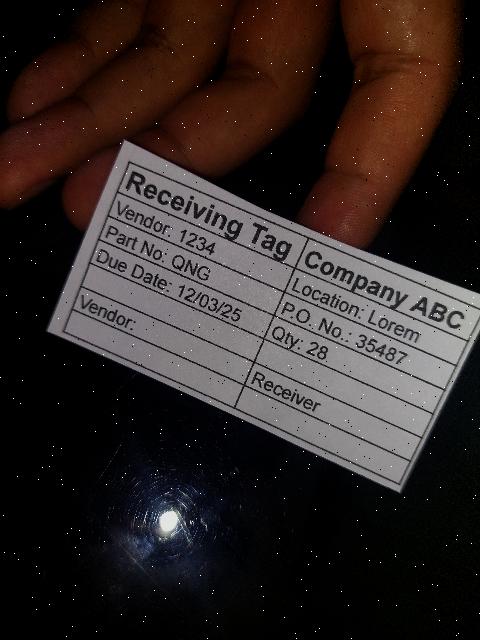 Receiving Tag
Company ABC
Vendor: 1234
Location: Lorem
Part No: QNG
P.O. No.: 35487
Due Date: 12/03/25
Qty: 28
Vendor:
Receiver